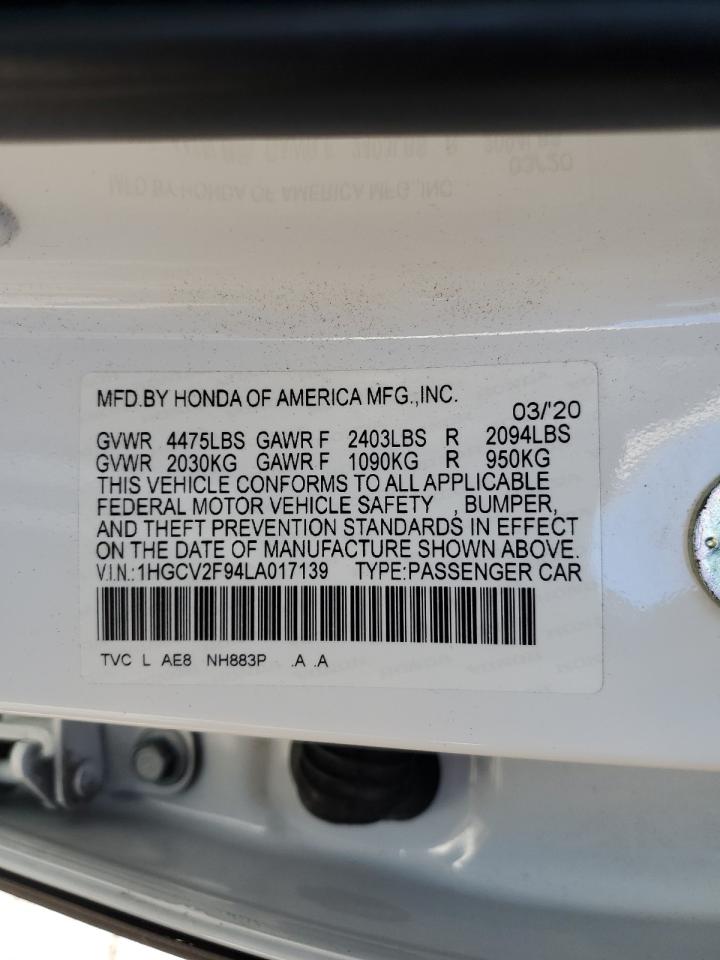 MFD.BY HONDA OF AMERICA MFG.,INC. 03/'20
GVWR 4475LBS GAWR F 2403LBS R 2094LBS
GVWR 2030KG GAWR F 1090KG R 950KG
THIS VEHICLE CONFORMS TO ALL APPLICABLE
FEDERAL MOTOR VEHICLE SAFETY , BUMPER,
AND THEFT PREVENTION STANDARDS IN EFFECT
ON THE DATE OF MANUFACTURE SHOWN ABOVE.
V.I.N.:1HGCV2F94LA017139 TYPE:PASSENGER CAR
TVC L AE8 NH883P .A .A